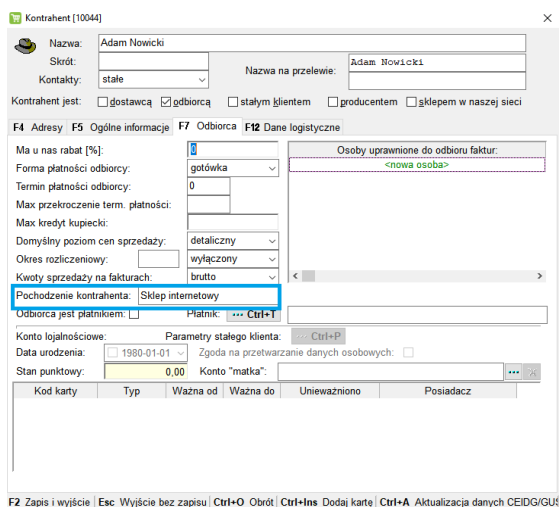 Kontrahent [10044]
Nazwa: Adam Nowicki
Skrót: Nazwa na przelewie: Adam Nowicki
Kontakty: stałe
Kontrahent jest: dostawcą odbiorcą stałym klientem producentem sklepem w naszej sieci
F4 Adresy F5 Ogólne informacje F7 Odbiorca F12 Dane logistyczne
Ma u nas rabat [%]: 0 Osoby uprawnione do odbioru faktur:
Forma płatności odbiorcy: gotówka <nowa osoba>
Termin płatności odbiorcy: 0
Max przekroczenie term. płatności:
Max kredyt kupiecki:
Domyślny poziom cen sprzedaży: detaliczny
Okres rozliczeniowy: wyłączony
Kwoty sprzedaży na fakturach: brutto
Pochodzenie kontrahenta: Sklep internetowy
Odbiorca jest płatnikiem: Płatnik: ... Ctrl+T
Konto lojalnościowe: Parametry stałego klienta: ... Ctrl+P
Data urodzenia: 1980-01-01 Zgoda na przetwarzanie danych osobowych:
Stan punktowy: 0,00 Konto "matka": ...
Kod karty Typ Ważna od Ważna do Unieważniono Posiadacz
F2 Zapis i wyjście Esc Wyjście bez zapisu Ctrl+O Obrót Ctrl+Ins Dodaj kartę Ctrl+A Aktualizacja danych CEIDG/GUS